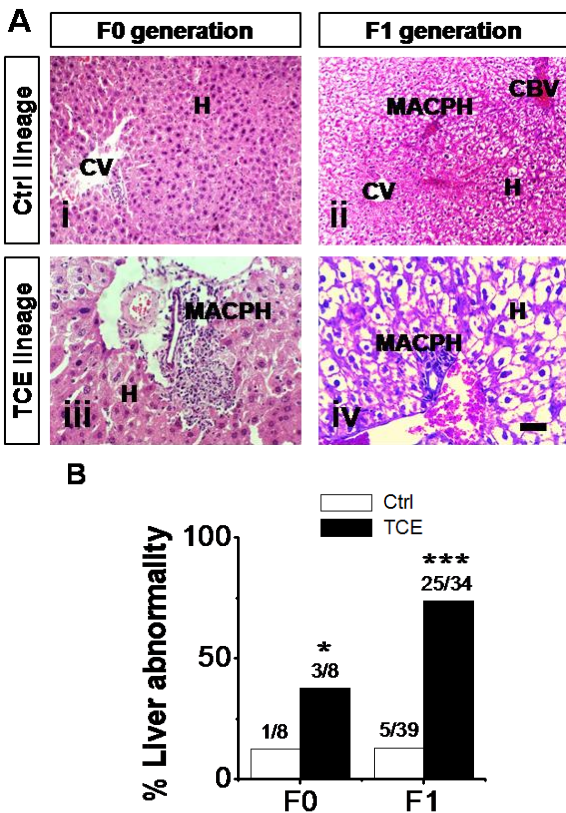 A
F0 generation
F1 generation
Ctrl lineage
H
CV
i
MACPH
CBV
CV
H
ii
TCE lineage
MACPH
H
iii
H
MACPH
iv
B
Ctrl
TCE
% Liver abnormality
100
50
0
1/8
*
3/8
5/39
***
25/34
F0
F1